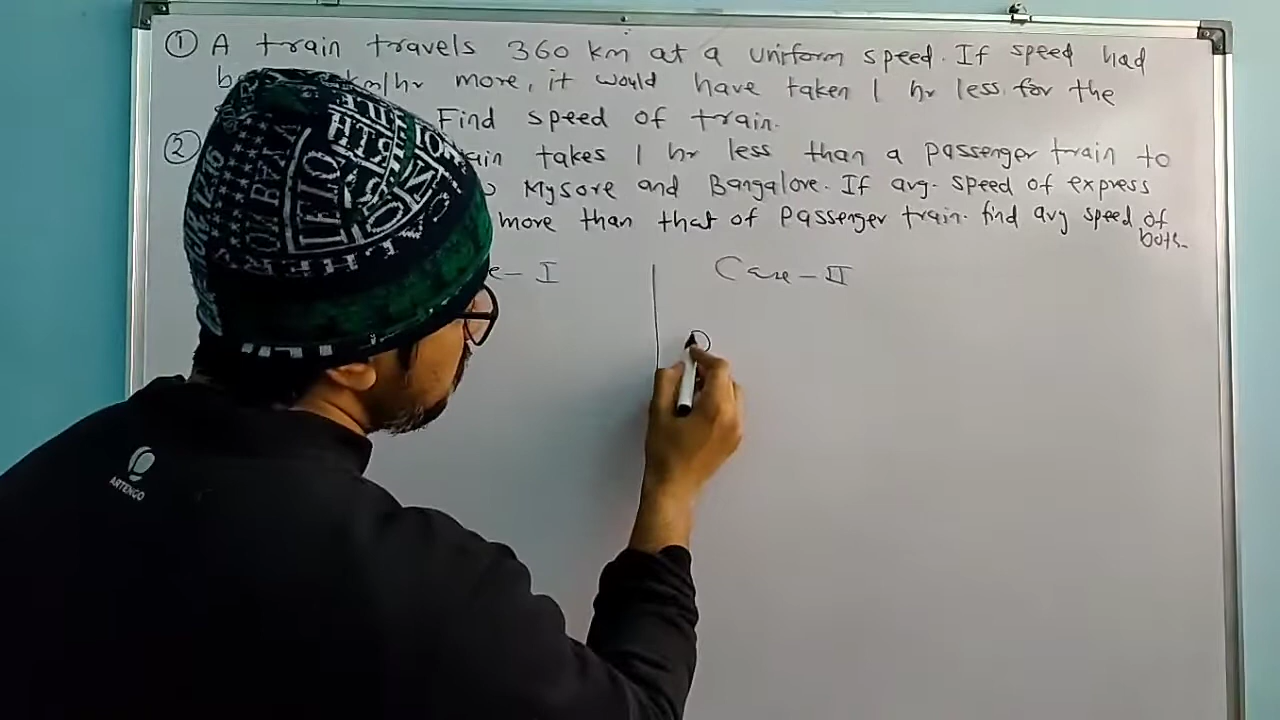 ① A train travels 360 km at a uniform speed. If speed had
km/hr more, it would have taken 1 hr less for the
Find speed of train.
② takes 1 hr less than a passenger train to
Mysore and Bangalore. If avg. speed of express
more than that of passenger train. find avg speed of
both.
I
Case-II
ARTENGO